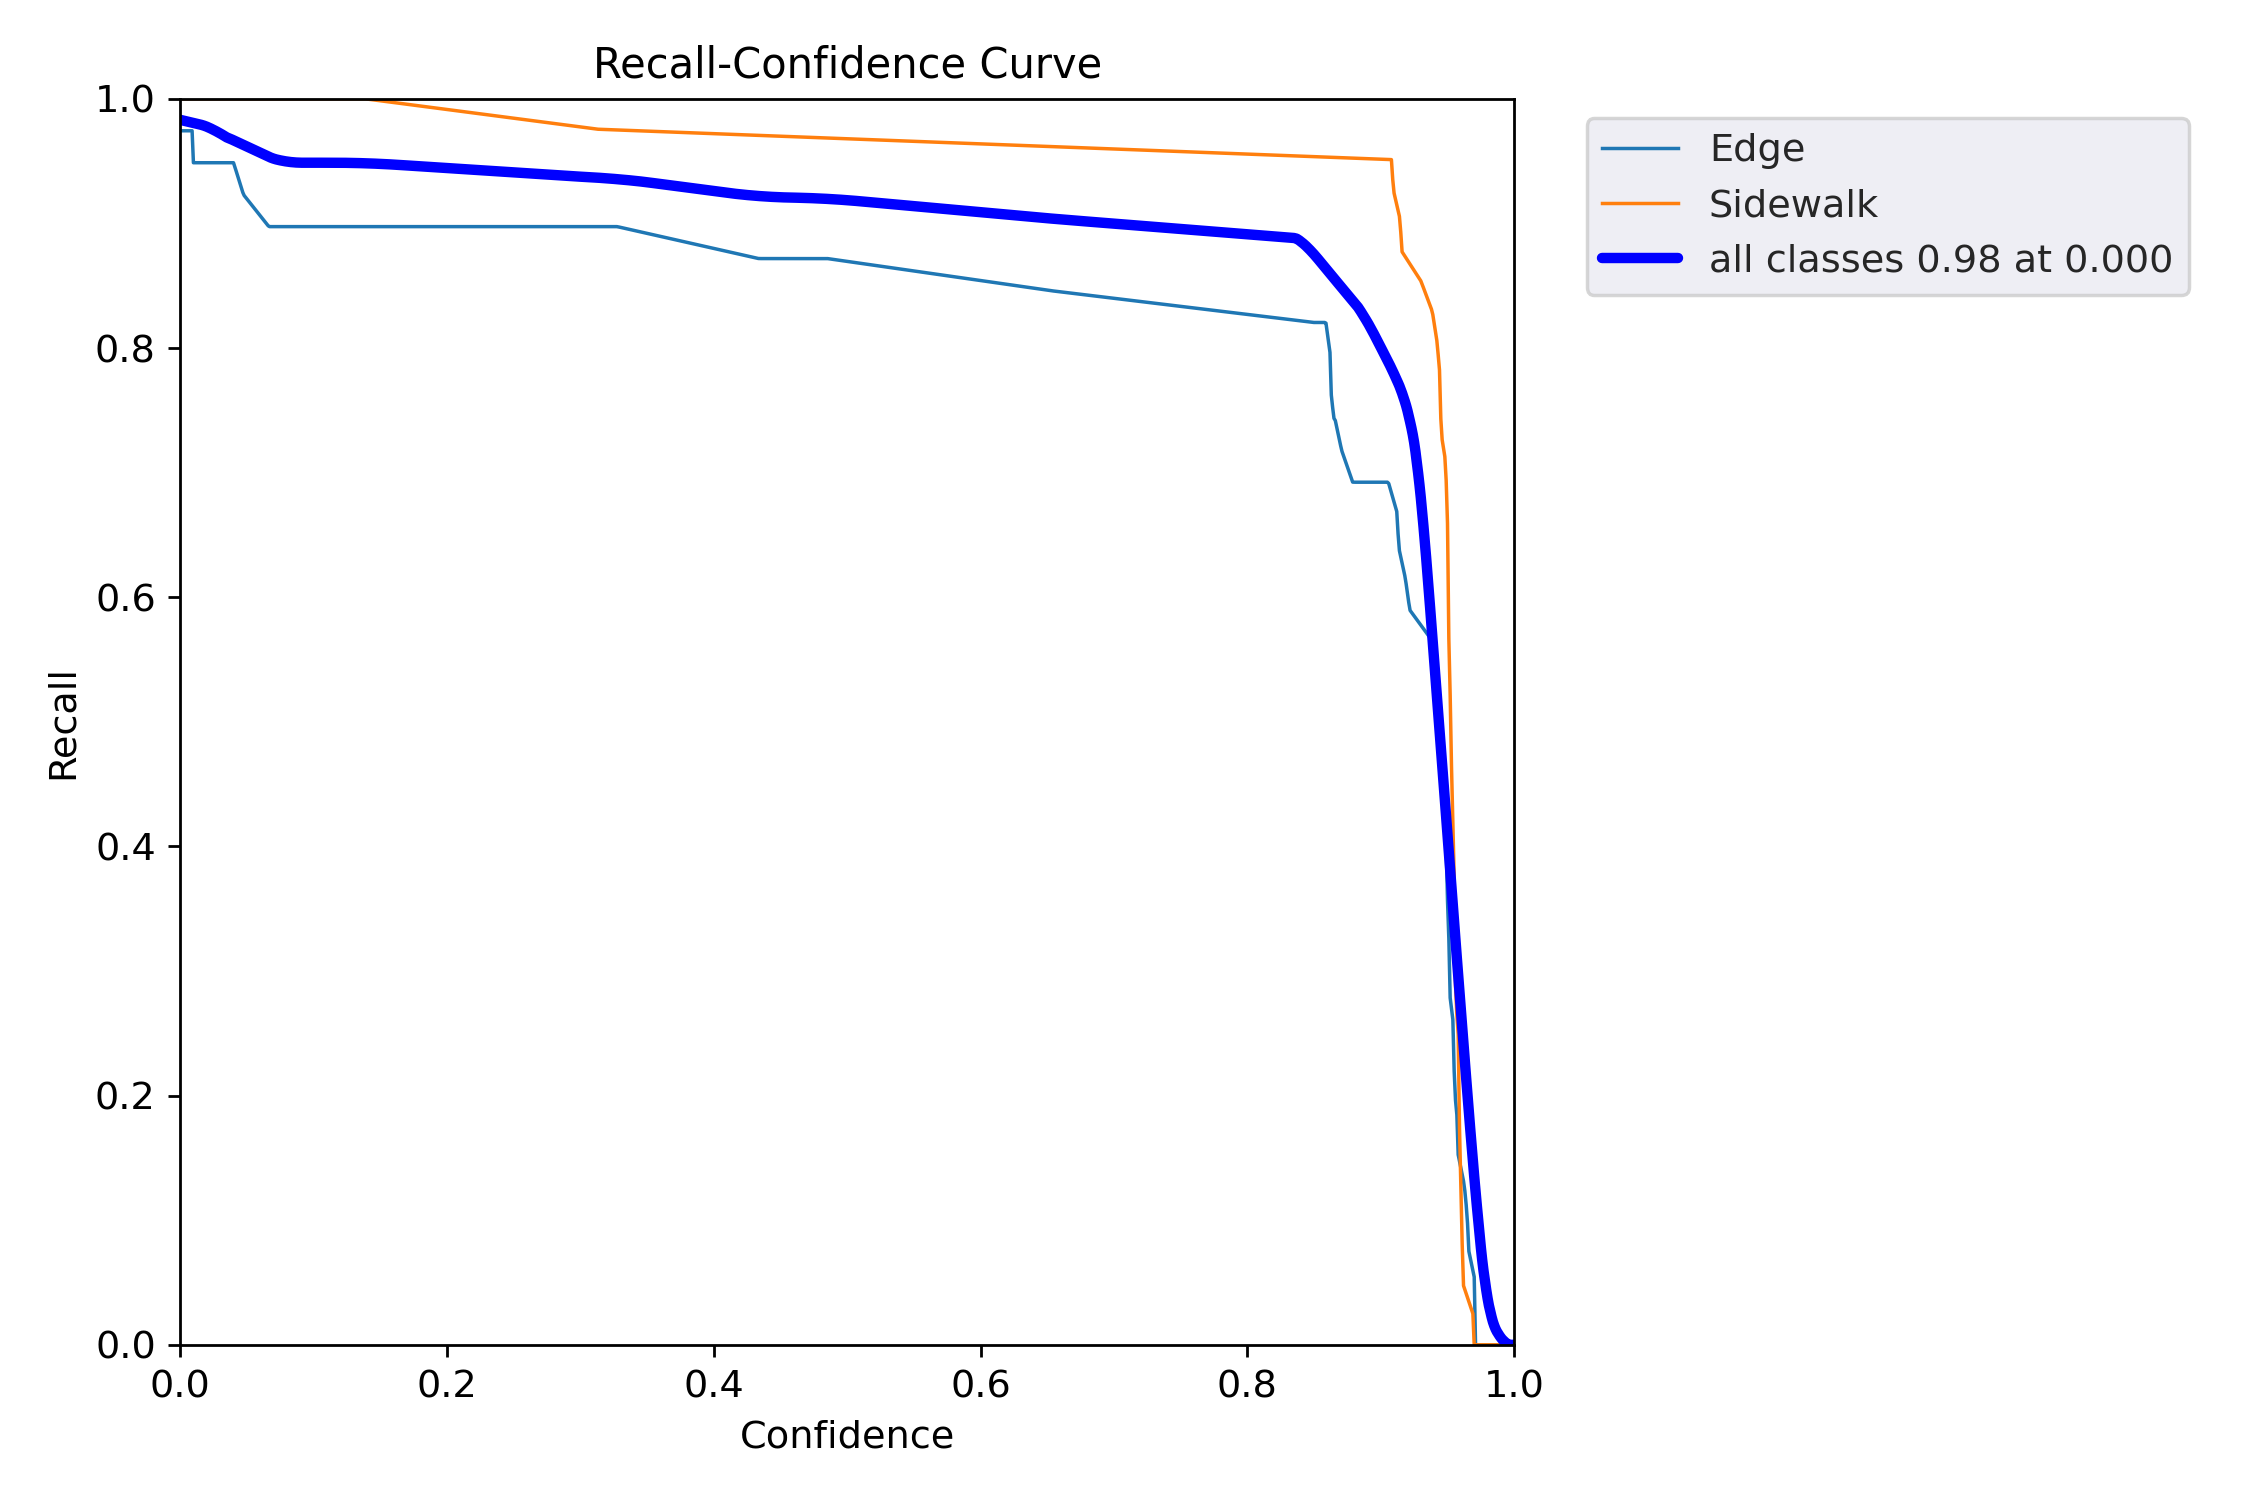 Recall-Confidence Curve
1.0
0.8
0.6
0.4
0.2
0.0
Recall
0.0 0.2 0.4 0.6 0.8 1.0
Confidence
Edge
Sidewalk
all classes 0.98 at 0.000